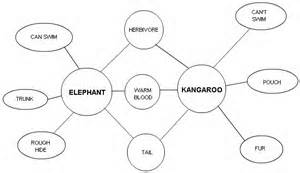 CAN SWIM
HERBIVORE
CAN'T
SWIM
TRUNK
ELEPHANT
WARM
BLOOD
KANGAROO
POUCH
ROUGH
HIDE
TAIL
FUR